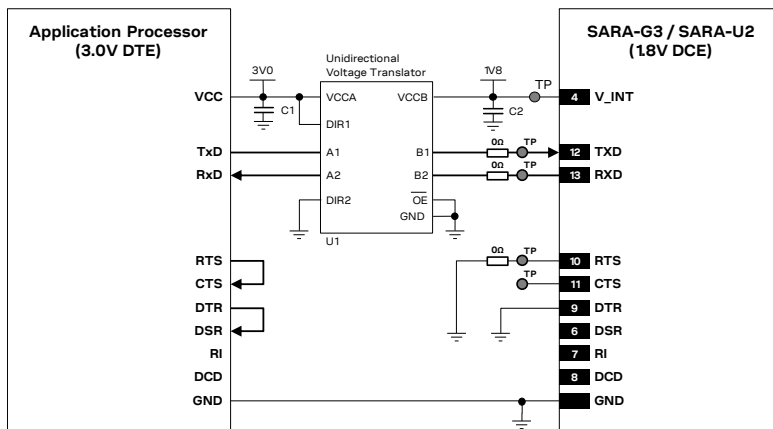 Application Processor
(3.0V DTE)
SARA-G3 / SARA-U2
(1.8V DCE)
Unidirectional
Voltage Translator
3V0
1V8
TP
VCC
VCCA
VCCB
4
V_INT
C1
C2
DIR1
0Ω
TP
TxD
A1
B1
12
TXD
0Ω
TP
RxD
A2
B2
13
RXD
DIR2
OE
GND
U1
0Ω
TP
RTS
10
RTS
TP
CTS
11
CTS
DTR
9
DTR
DSR
6
DSR
RI
7
RI
DCD
8
DCD
GND
GND